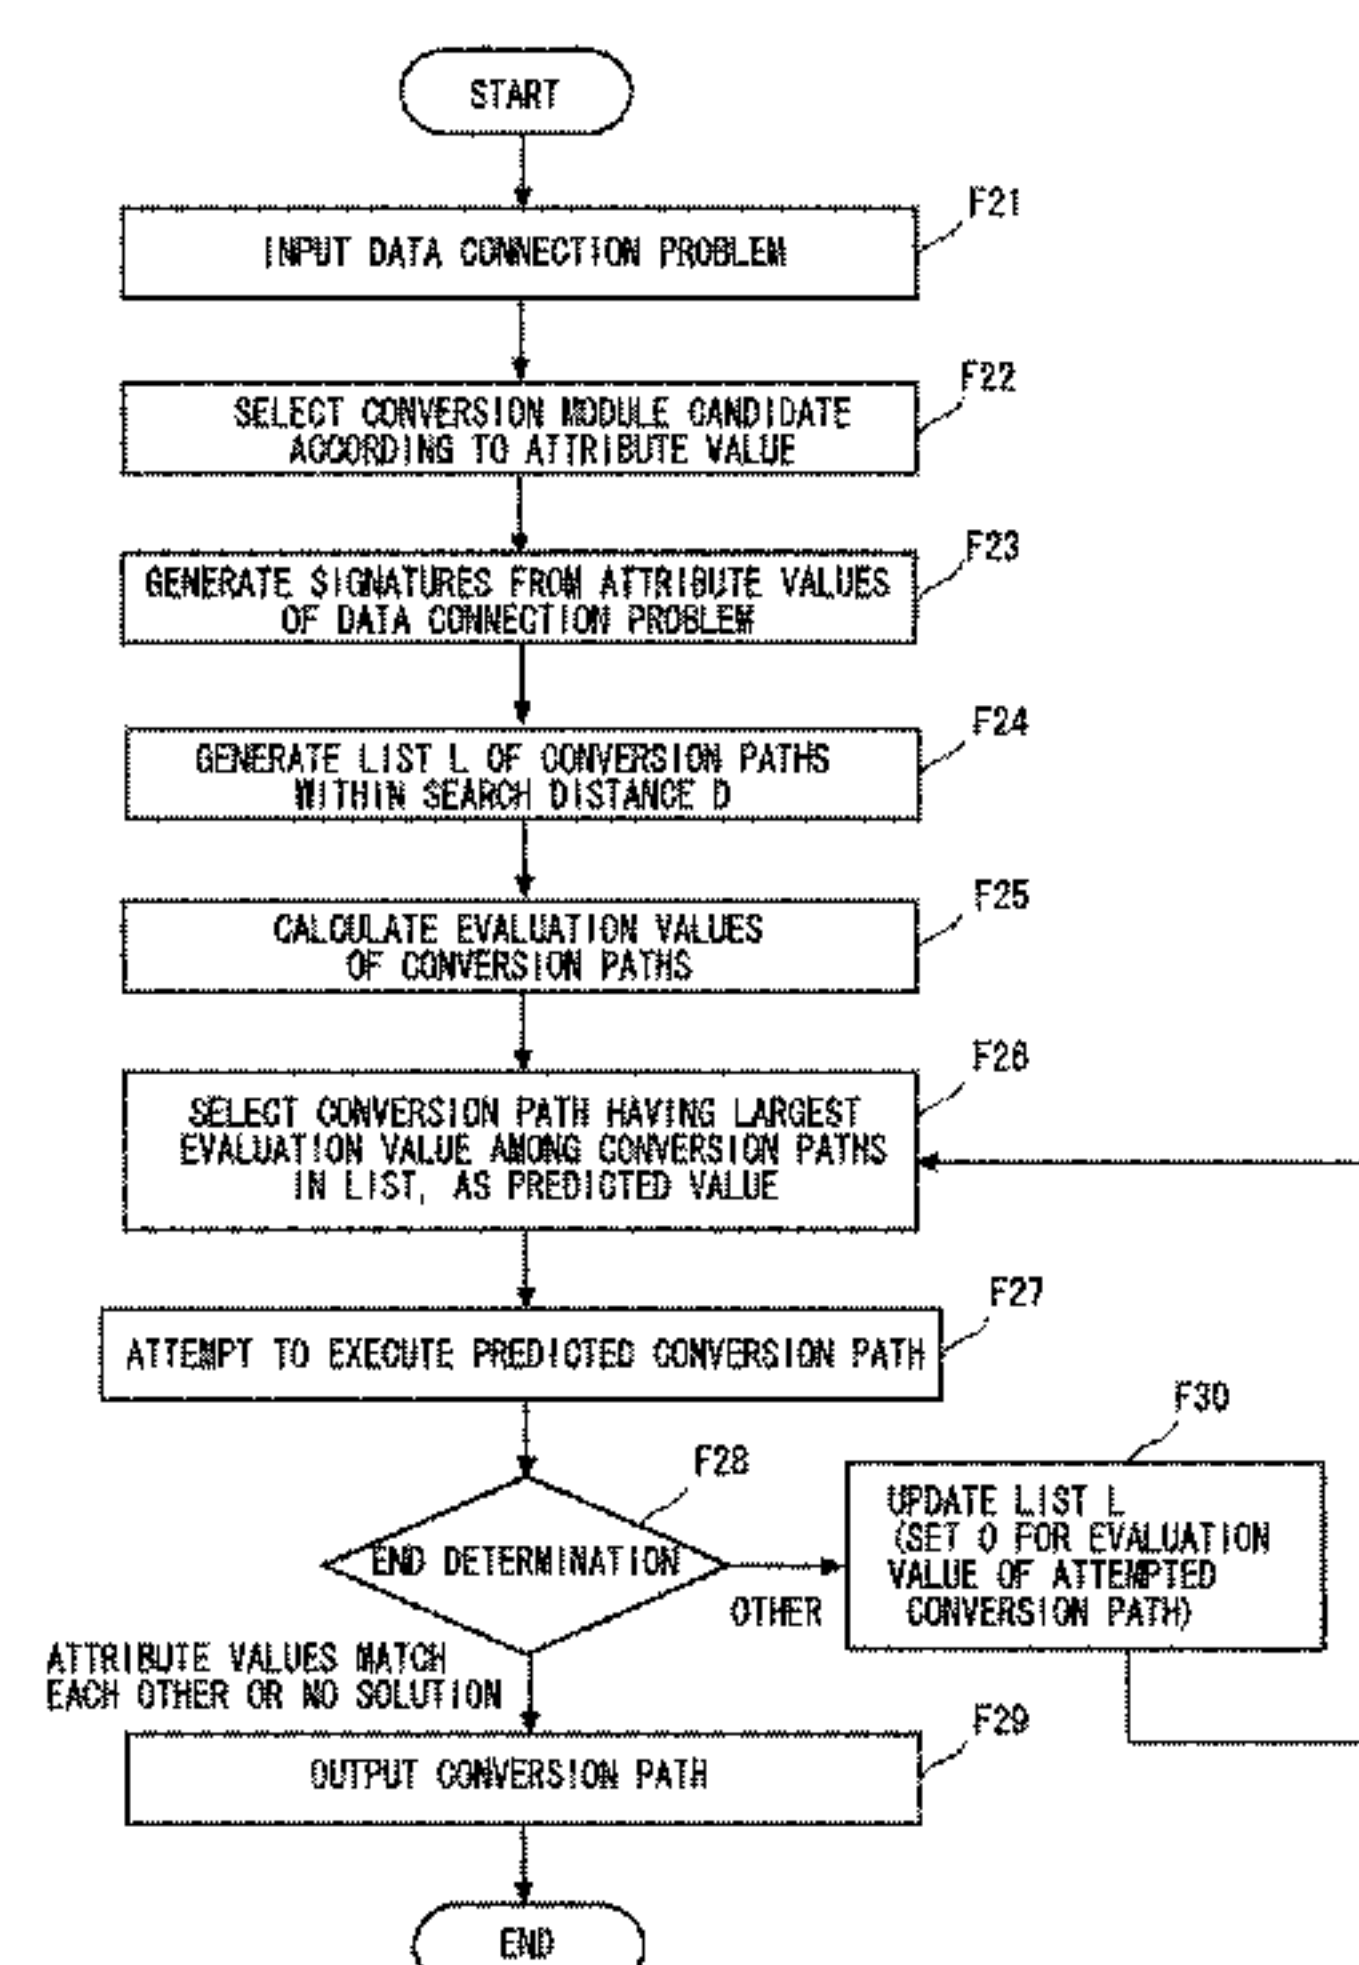 START
F21
INPUT DATA CONNECTION PROBLEM
F22
SELECT CONVERSION MODULE CANDIDATE
ACCORDING TO ATTRIBUTE VALUE
F23
GENERATE SIGNATURES FROM ATTRIBUTE VALUES
OF DATA CONNECTION PROBLEM
F24
GENERATE LIST L OF CONVERSION PATHS
WITHIN SEARCH DISTANCE D
F25
CALCULATE EVALUATION VALUES
OF CONVERSION PATHS
F26
SELECT CONVERSION PATH HAVING LARGEST
EVALUATION VALUE AMONG CONVERSION PATHS
IN LIST, AS PREDICTED VALUE
F27
ATTEMPT TO EXECUTE PREDICTED CONVERSION PATH
F28
END DETERMINATION
OTHER
F30
UPDATE LIST L
(SET 0 FOR EVALUATION
VALUE OF ATTEMPTED
CONVERSION PATH)
ATTRIBUTE VALUES MATCH
EACH OTHER OR NO SOLUTION
F29
OUTPUT CONVERSION PATH
END